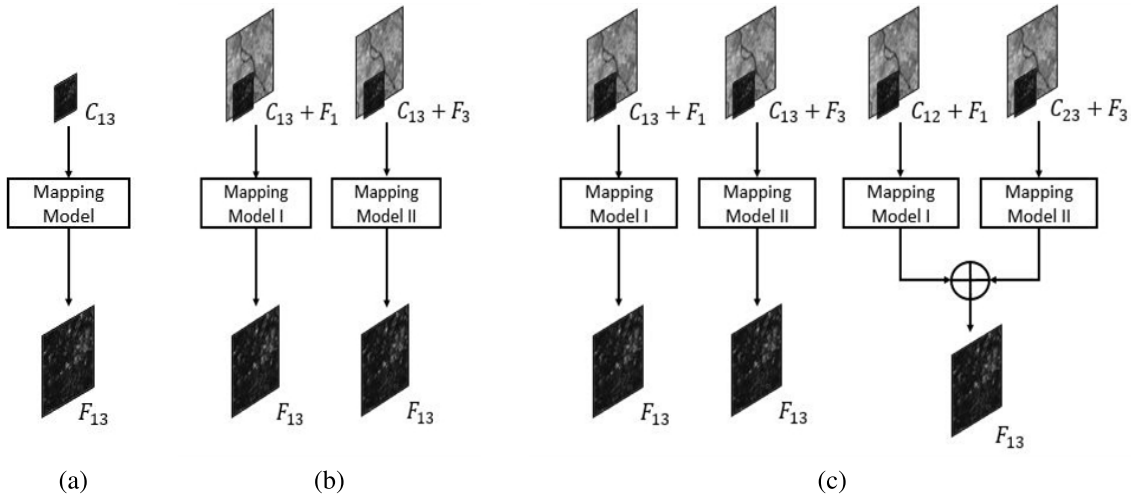 C₁₃
C₁₃ + F₁
C₁₃ + F₃
C₁₃ + F₁
C₁₃ + F₃
C₁₂ + F₁
C₂₃ + F₃
Mapping
Model
Mapping
Model I
Mapping
Model II
Mapping
Model I
Mapping
Model II
Mapping
Model I
Mapping
Model II
F₁₃
F₁₃
F₁₃
F₁₃
F₁₃
F₁₃
(a)
(b)
(c)